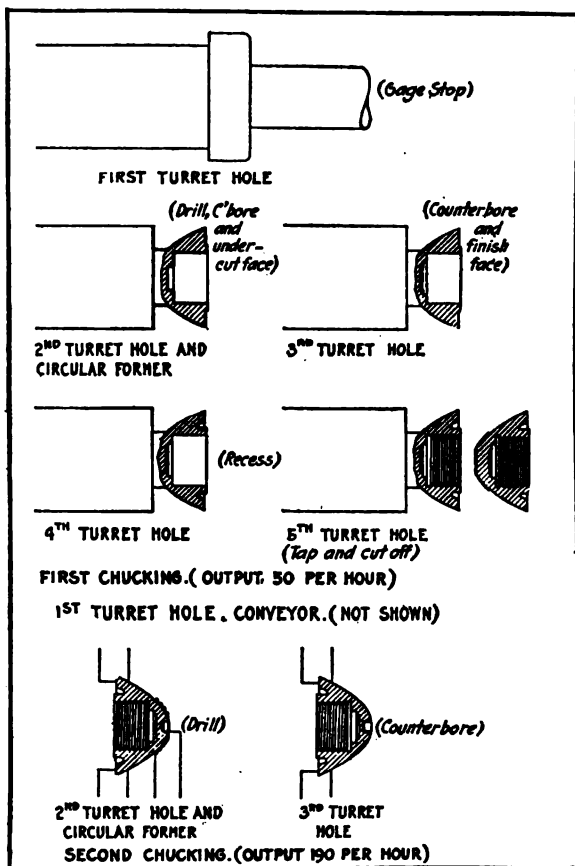 (Gage Stop)
FIRST TURRET HOLE
(Drill, C'bore
and
under-
cut face)
(Counterbore
and
finish
face)
2ND TURRET HOLE AND
CIRCULAR FORMER
3RD TURRET HOLE
(Recess)
4TH TURRET HOLE
5TH TURRET HOLE
(Tap and cut off)
FIRST CHUCKING. (OUTPUT, 50 PER HOUR)
1ST TURRET HOLE. CONVEYOR. (NOT SHOWN)
(Drill)
(Counterbore)
2ND TURRET HOLE AND
CIRCULAR FORMER
3RD TURRET
HOLE
SECOND CHUCKING. (OUTPUT 190 PER HOUR)